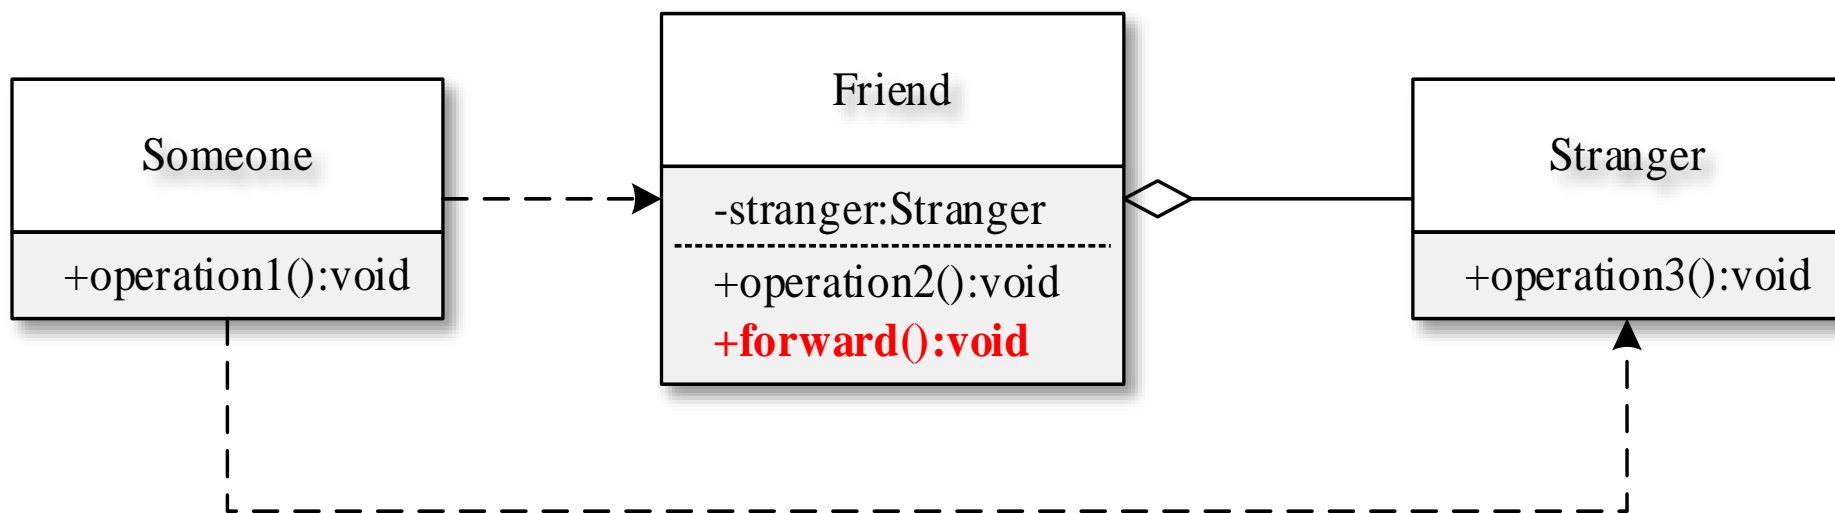 Someone
+operation1():void
Friend
-stranger:Stranger
+operation2():void
+forward():void
Stranger
+operation3():void